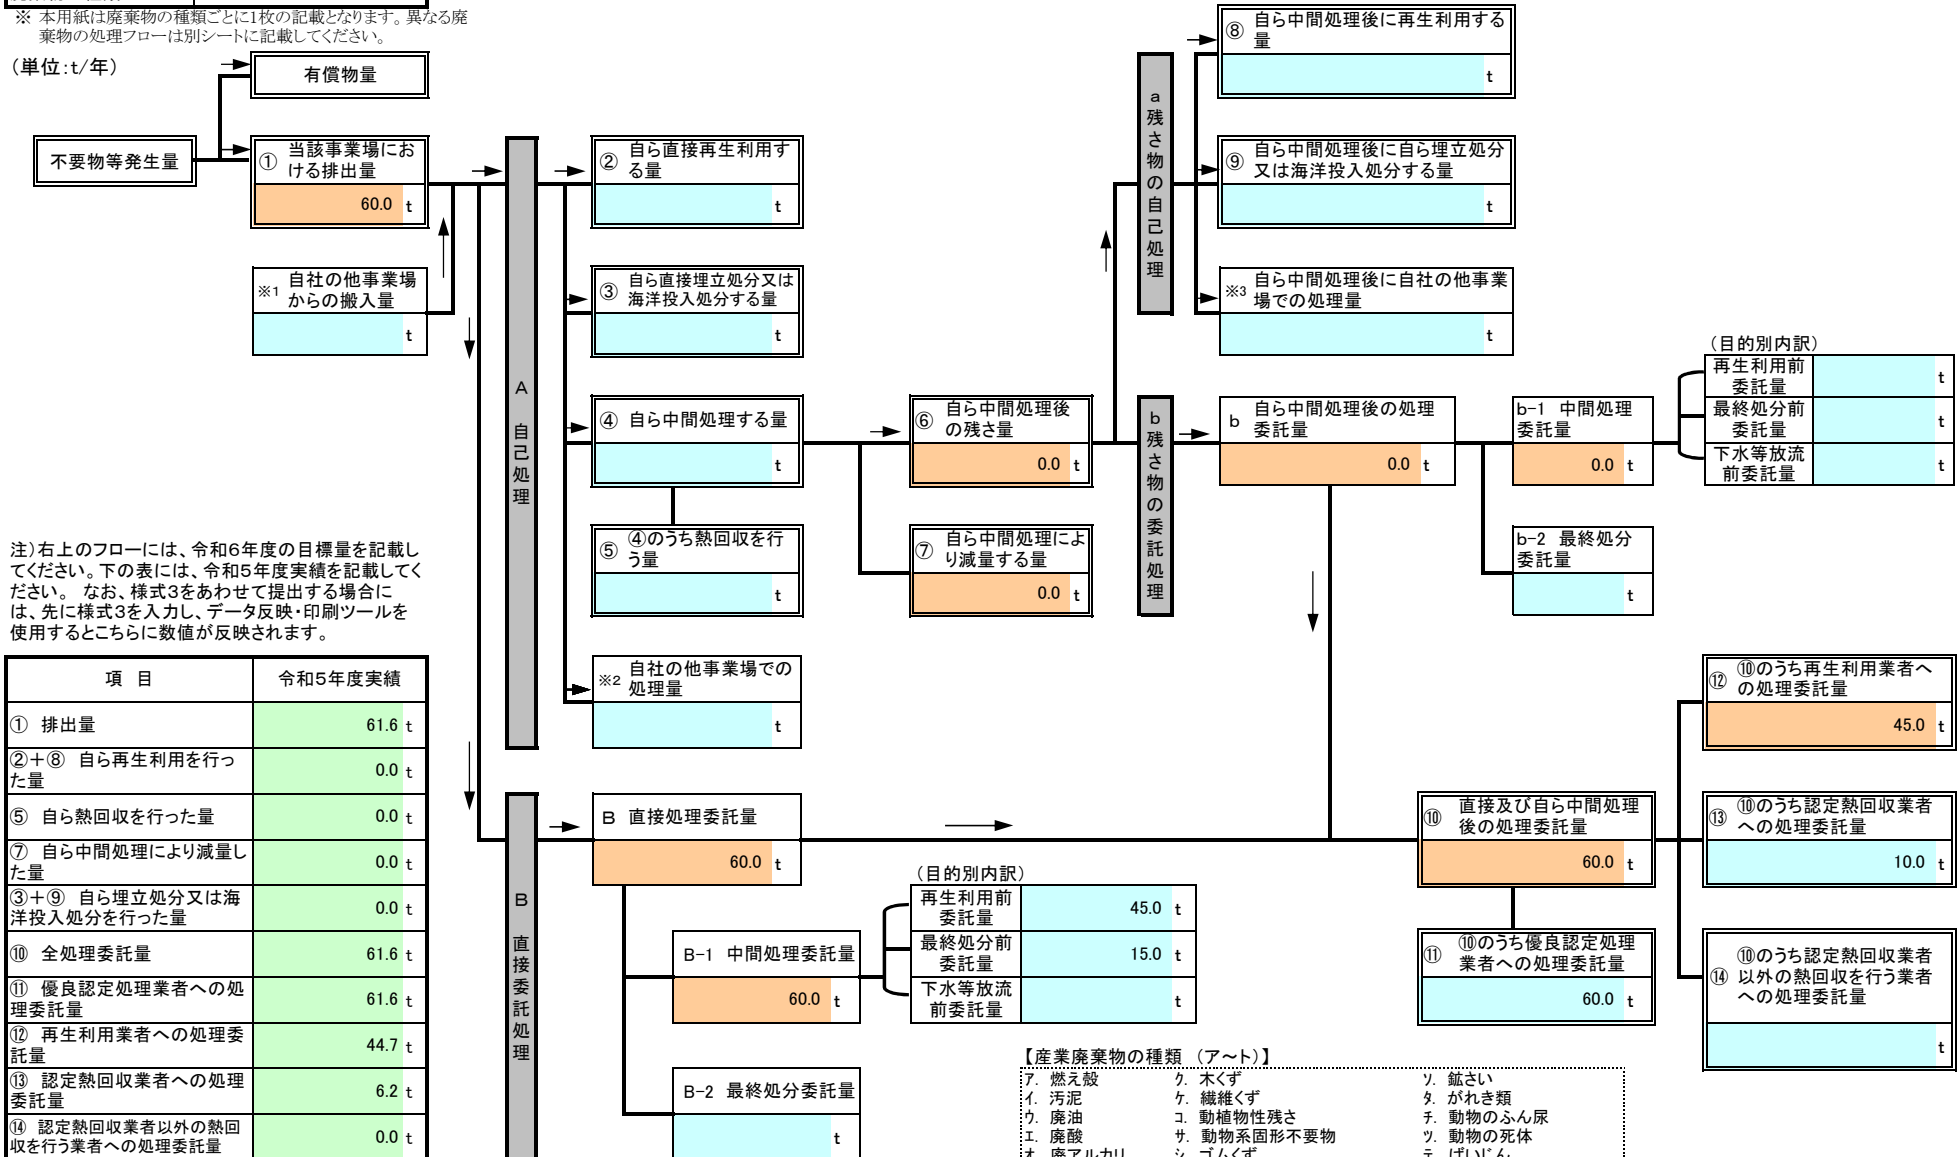 ※ 本用紙は廃棄物の種類ごとに1枚の記載となります。異なる廃
棄物の処理フローは別シートに記載してください。
（単位：t/年）
有償物量
不要物等発生量
① 当該事業場にお
ける排出量
60.0 t
※1 自社の他事業場
からの搬入量
t
A 自己処理
② 自ら直接再生利用す
る量
t
③ 自ら直接埋立処分又は
海洋投入処分する量
t
④ 自ら中間処理する量
t
⑤ ④のうち熱回収を行
う量
t
※2 自社の他事業場での
処理量
t
⑥ 自ら中間処理後
の残さ量
0.0 t
⑦ 自ら中間処理によ
り減量する量
0.0 t
a 残さ物の自己処理
⑧ 自ら中間処理後に再生利用する
量
t
⑨ 自ら中間処理後に自ら埋立処分
又は海洋投入処分する量
t
※3 自ら中間処理後に自社の他事業
場での処理量
t
b 残さ物の委託処理
b 自ら中間処理後の処理
委託量
0.0 t
b-1 中間処理
委託量
0.0 t
b-2 最終処分
委託量
t
（目的別内訳）
再生利用前
委託量
t
最終処分前
委託量
t
下水等放流
前委託量
t
注）右上のフローには、令和６年度の目標量を記載し
てください。下の表には、令和５年度実績を記載してく
ださい。 なお、様式３をあわせて提出する場合に
は、先に様式３を入力し、データ反映・印刷ツールを
使用するとこちらに数値が反映されます。
項 目 令和５年度実績
① 排出量 61.6 t
②＋⑧ 自ら再生利用を行っ
た量 0.0 t
⑤ 自ら熱回収を行った量 0.0 t
⑦ 自ら中間処理により減量し
た量 0.0 t
③＋⑨ 自ら埋立処分又は海
洋投入処分を行った量 0.0 t
⑩ 全処理委託量 61.6 t
⑪ 優良認定処理業者への処
理委託量 61.6 t
⑫ 再生利用業者への処理委
託量 44.7 t
⑬ 認定熱回収業者への処理
委託量 6.2 t
⑭ 認定熱回収業者以外の熱回
収を行う業者への処理委託量 0.0 t
B 直接委託処理
B 直接処理委託量
60.0 t
B-1 中間処理委託量
60.0 t
B-2 最終処分委託量
t
（目的別内訳）
再生利用前
委託量
45.0 t
最終処分前
委託量
15.0 t
下水等放流
前委託量
t
⑩ 直接及び自ら中間処理
後の処理委託量
60.0 t
⑪ ⑩のうち優良認定処理
業者への処理委託量
60.0 t
⑫ ⑩のうち再生利用業者へ
の処理委託量
45.0 t
⑬ ⑩のうち認定熱回収業者
への処理委託量
10.0 t
⑭ ⑩のうち認定熱回収業者
以外の熱回収を行う業者
への処理委託量
t
【産業廃棄物の種類 （ア～ト）】
ア. 燃え殻 ク. 木くず ソ. 鉱さい
イ. 汚泥 ケ. 繊維くず タ. がれき類
ウ. 廃油 コ. 動植物性残さ チ. 動物のふん尿
エ. 廃酸 サ. 動物系固形不要物 ツ. 動物の死体
オ. 廃アルカリ シ. ゴムくず テ. ばいじん